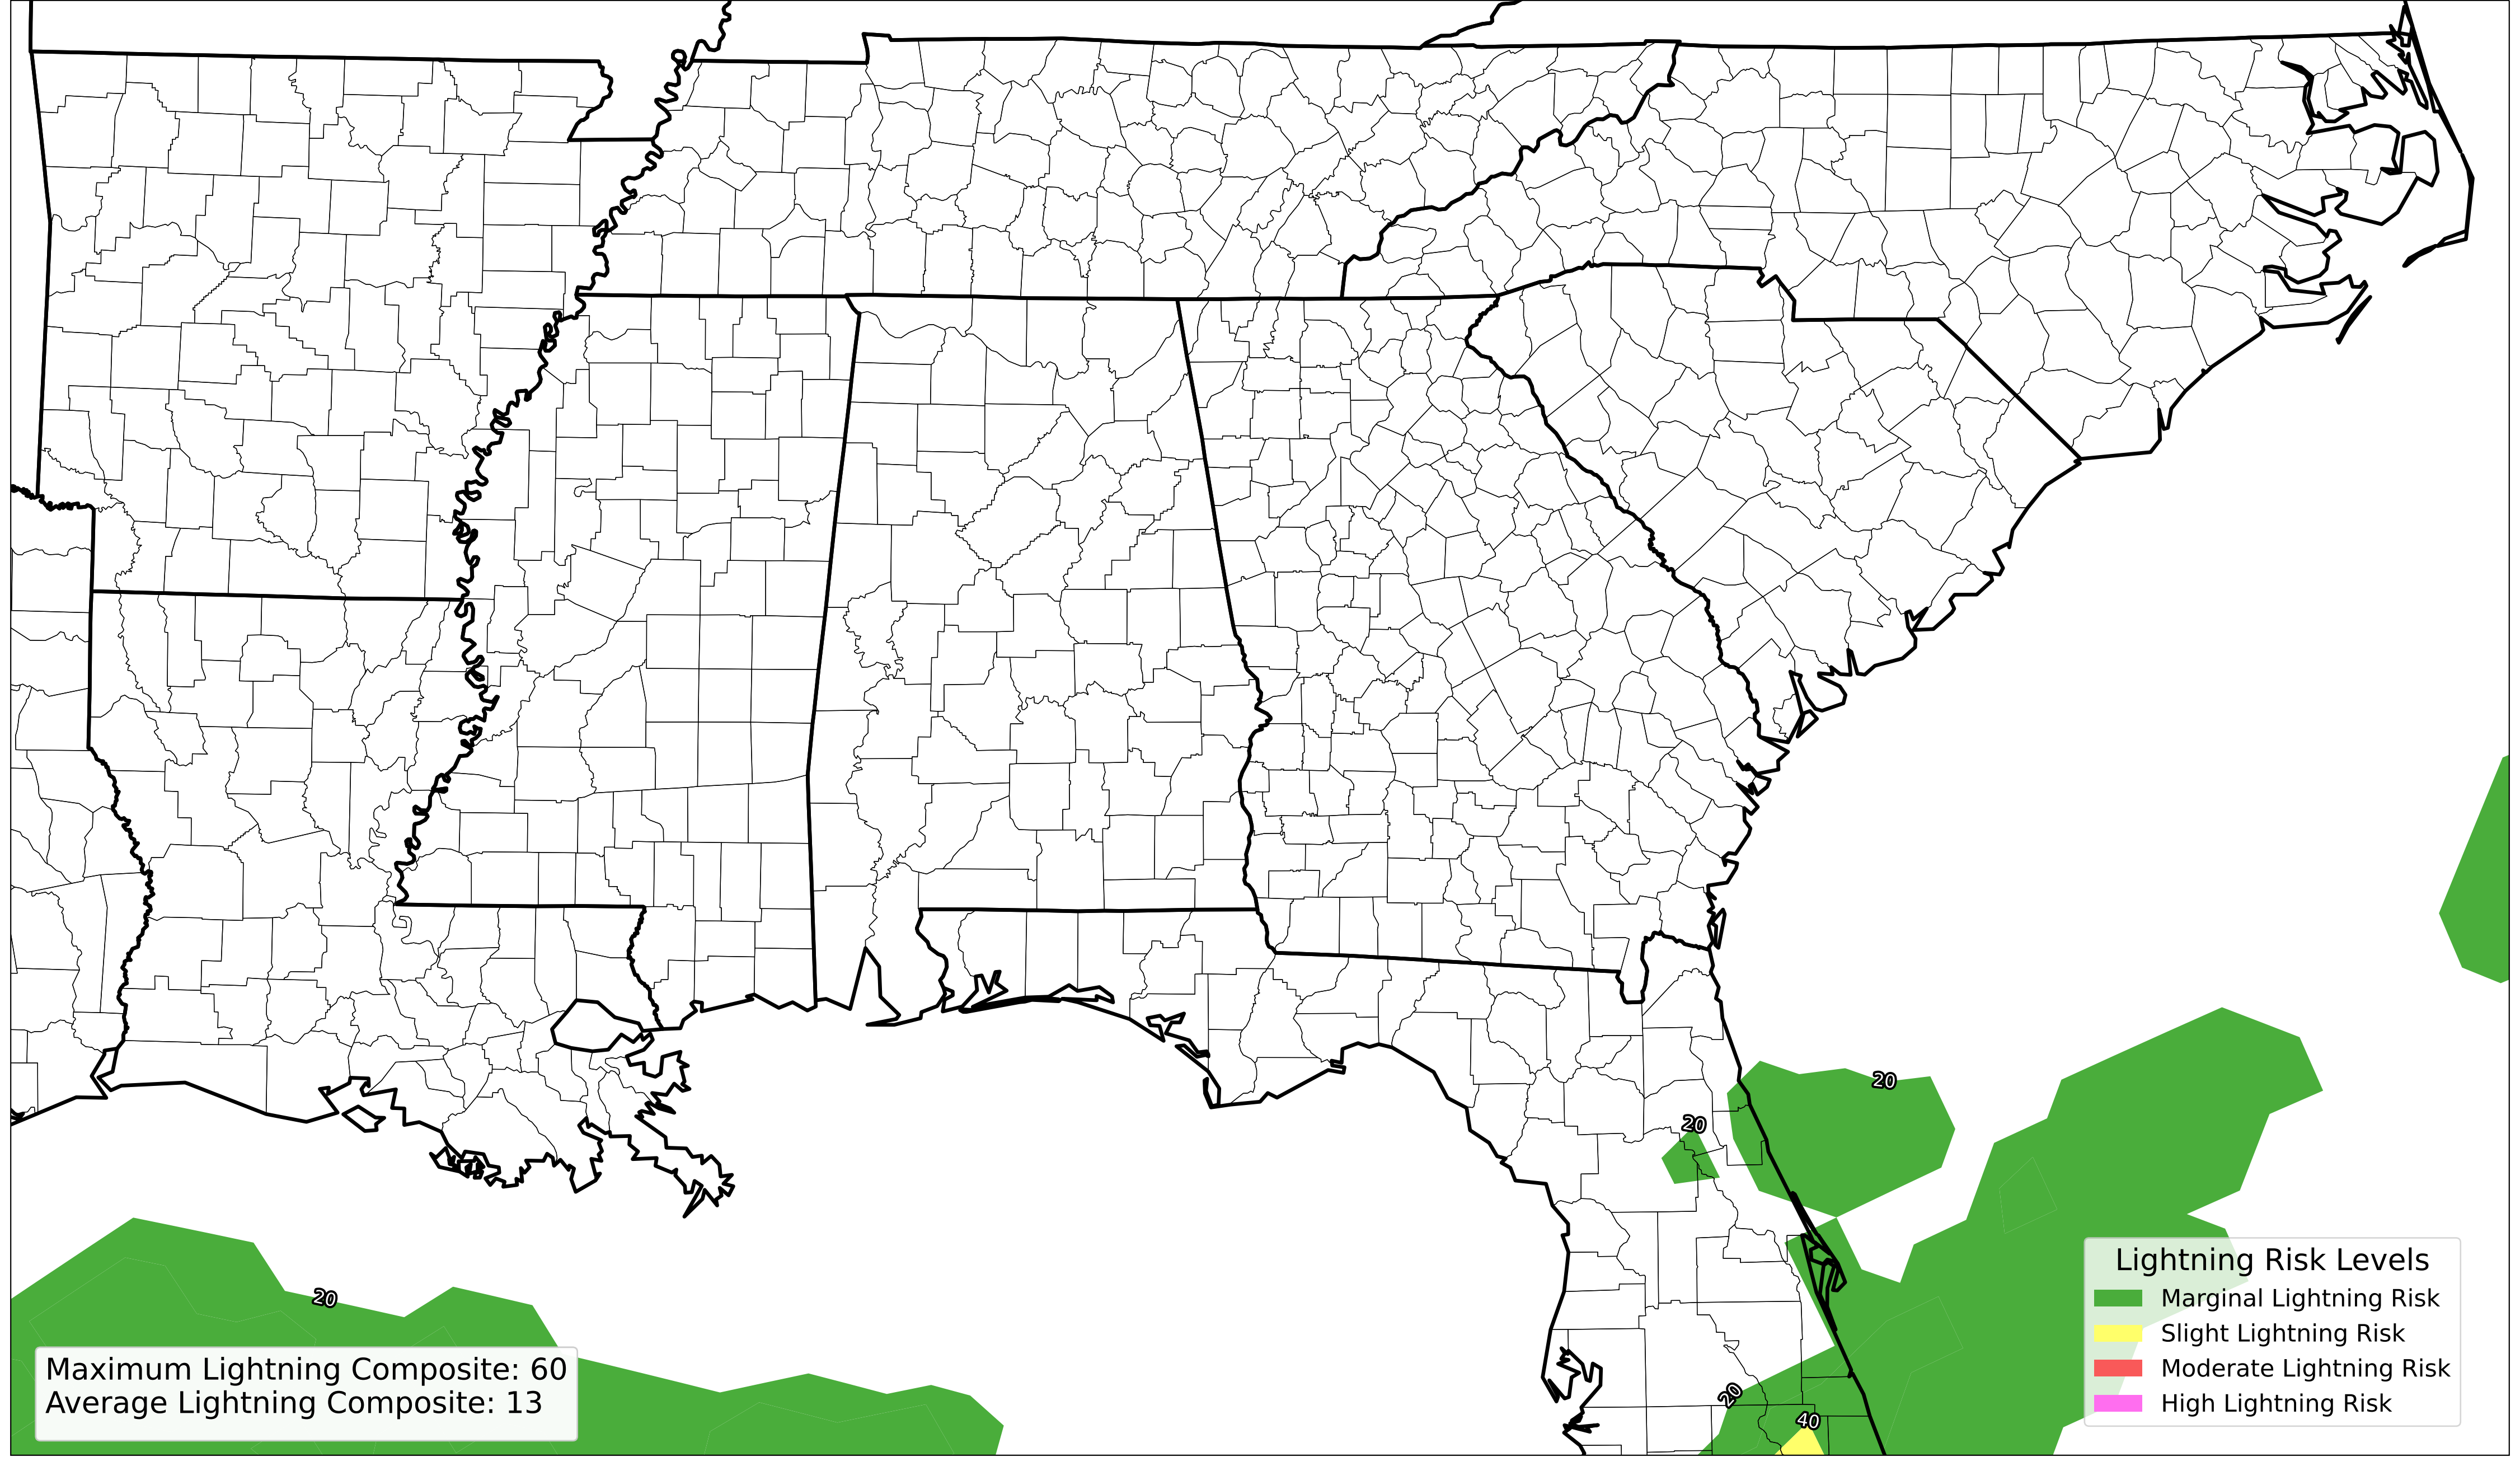 20
20
20
20
40
Maximum Lightning Composite: 60
Average Lightning Composite: 13
Lightning Risk Levels
Marginal Lightning Risk
Slight Lightning Risk
Moderate Lightning Risk
High Lightning Risk